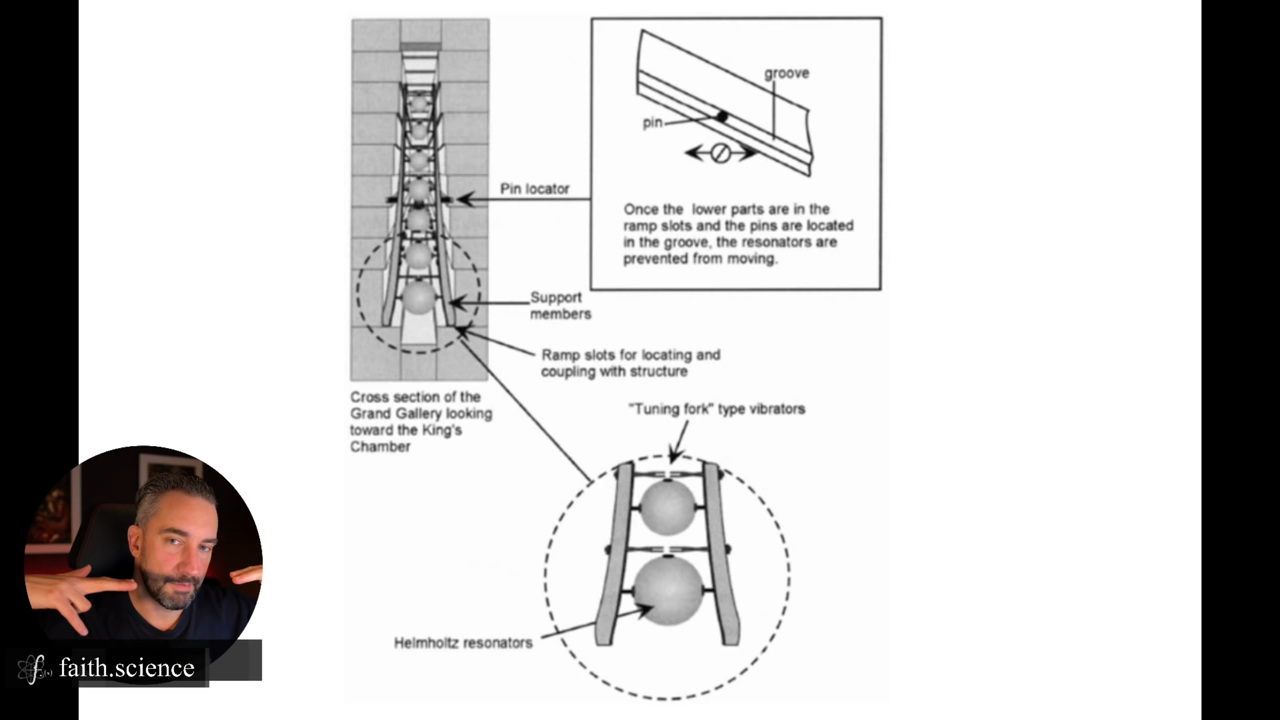 groove
pin
Pin locator
Once the lower parts are in the
ramp slots and the pins are located
in the groove, the resonators are
prevented from moving.
Support
members
Ramp slots for locating and
coupling with structure
Cross section of the
Grand Gallery looking
toward the King's
Chamber
"Tuning fork" type vibrators
Helmholtz resonators
faith.science